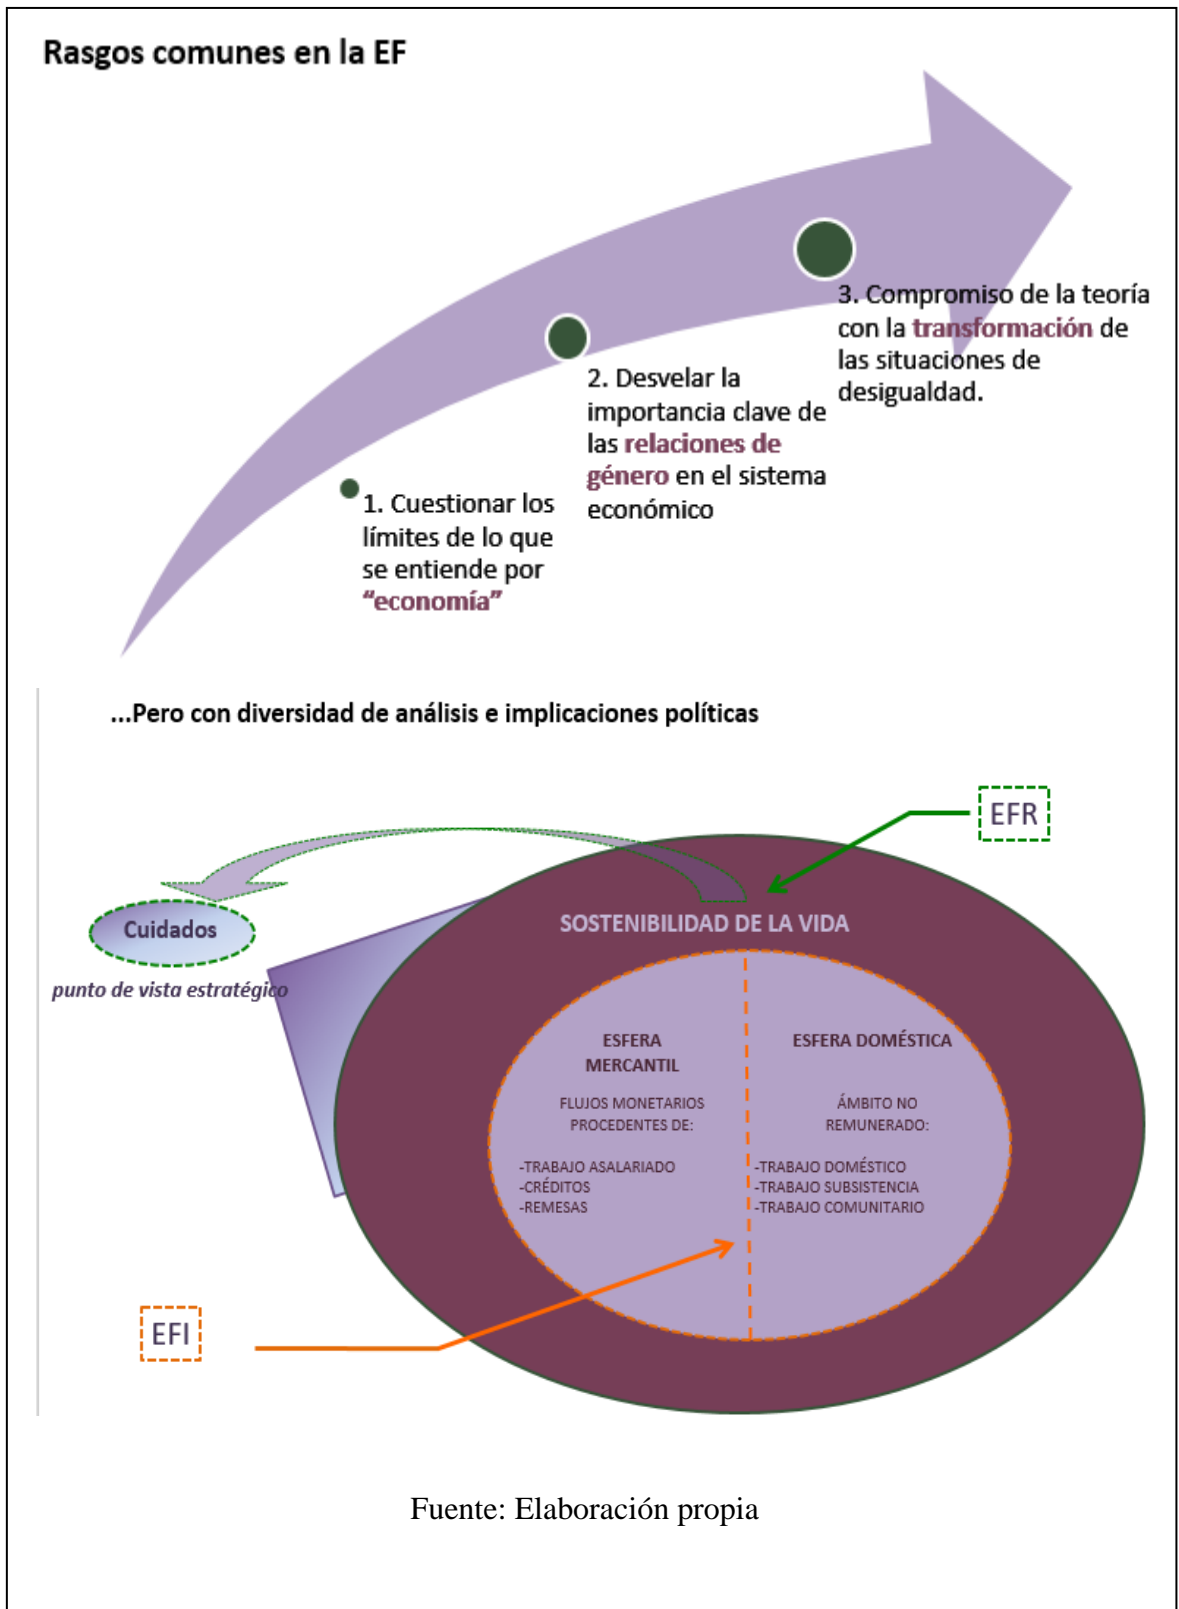 Rasgos comunes en la EF
3. Compromiso de la teoría
con la transformación de
las situaciones de
desigualdad.
2. Desvelar la
importancia clave de
las relaciones de
género en el sistema
económico
1. Cuestionar los
límites de lo que
se entiende por
“economía”
...Pero con diversidad de análisis e implicaciones políticas
EFR
Cuidados
punto de vista estratégico
SOSTENIBILIDAD DE LA VIDA
ESFERA
MERCANTIL
FLUJOS MONETARIOS
PROCEDENTES DE:
-TRABAJO ASALARIADO
-CRÉDITOS
-REMESAS
ESFERA DOMÉSTICA
ÁMBITO NO
REMUNERADO:
-TRABAJO DOMÉSTICO
-TRABAJO SUBSISTENCIA
-TRABAJO COMUNITARIO
EFI
Fuente: Elaboración propia